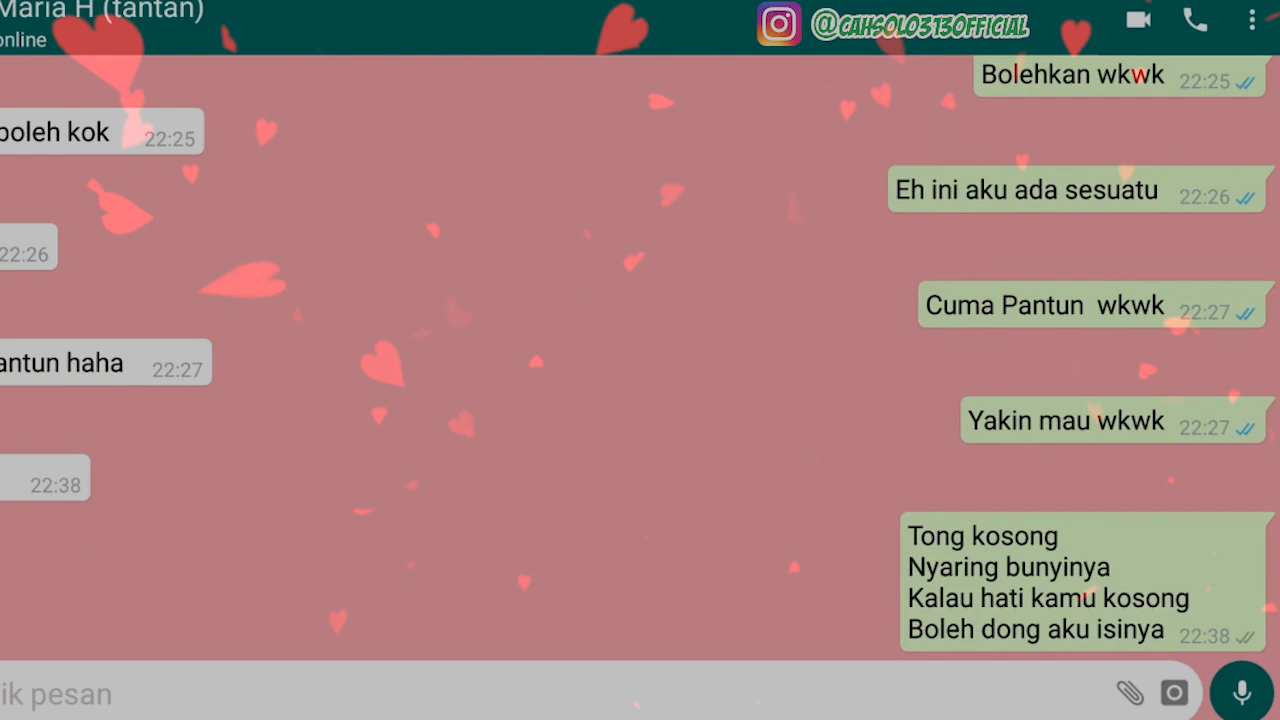 Maria H (tantan)
online
@CAHSOLO313OFFICIAL
Bolehkan wkwk 22:25
boleh kok 22:25
Eh ini aku ada sesuatu 22:26
22:26
Cuma Pantun wkwk 22:27
antun haha 22:27
Yakin mau wkwk 22:27
22:38
Tong kosong
Nyaring bunyinya
Kalau hati kamu kosong
Boleh dong aku isinya 22:38
ik pesan